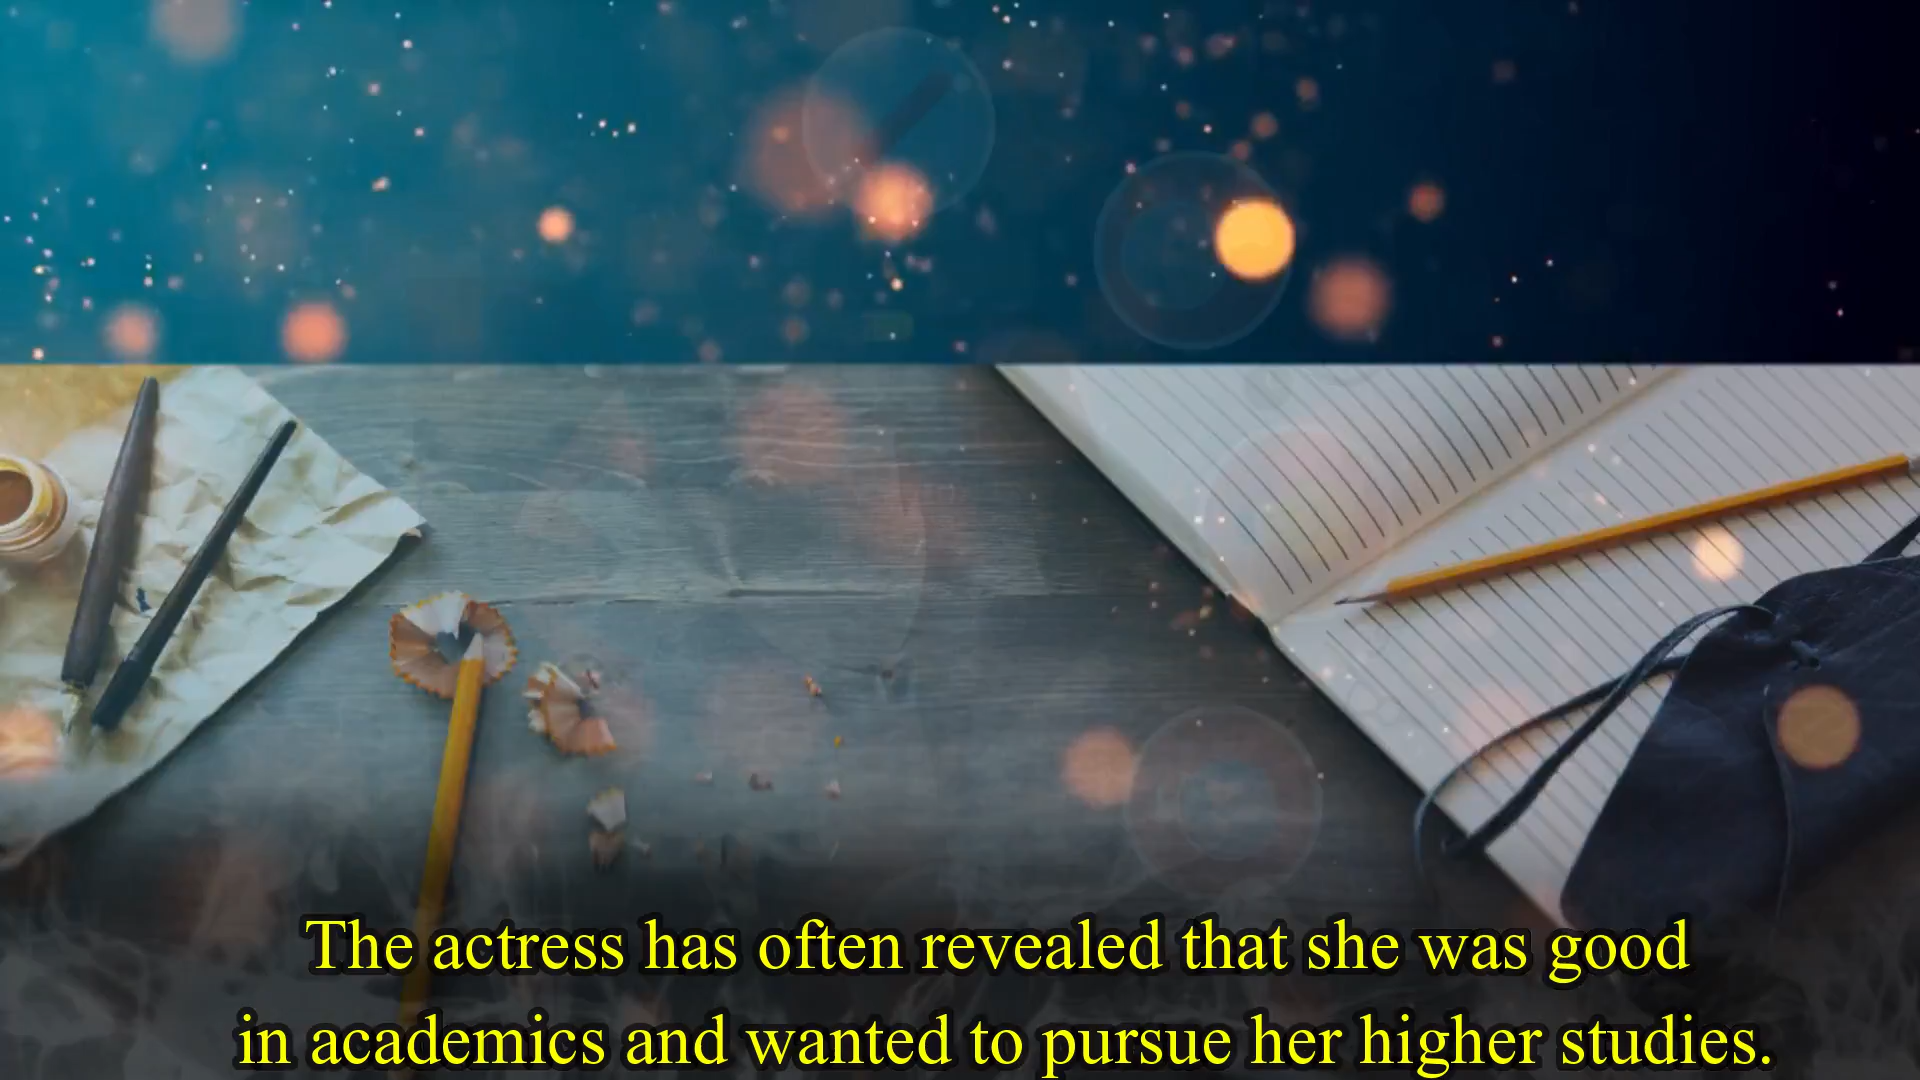 The actress has often revealed that she was good
in academics and wanted to pursue her higher studies.